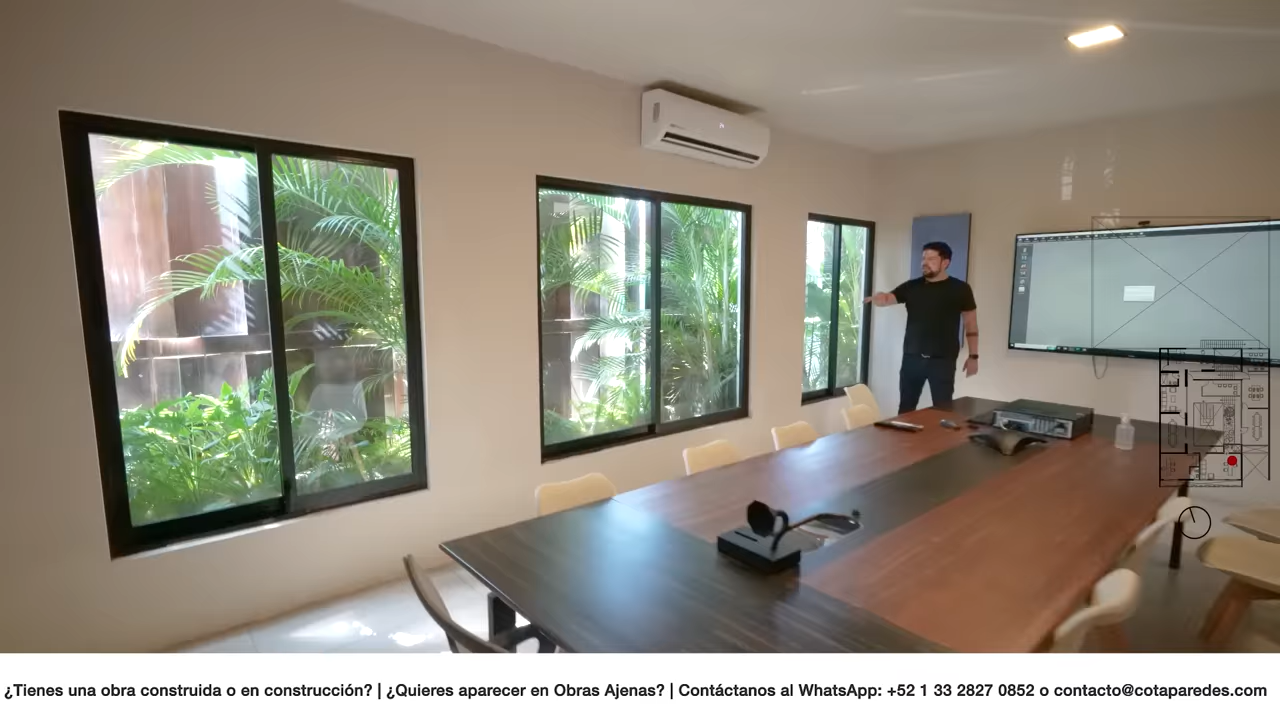 ¿Tienes una obra construida o en construcción? | ¿Quieres aparecer en Obras Ajenas? | Contáctanos al WhatsApp: +52 1 33 2827 0852 o contacto@cotaparedes.com